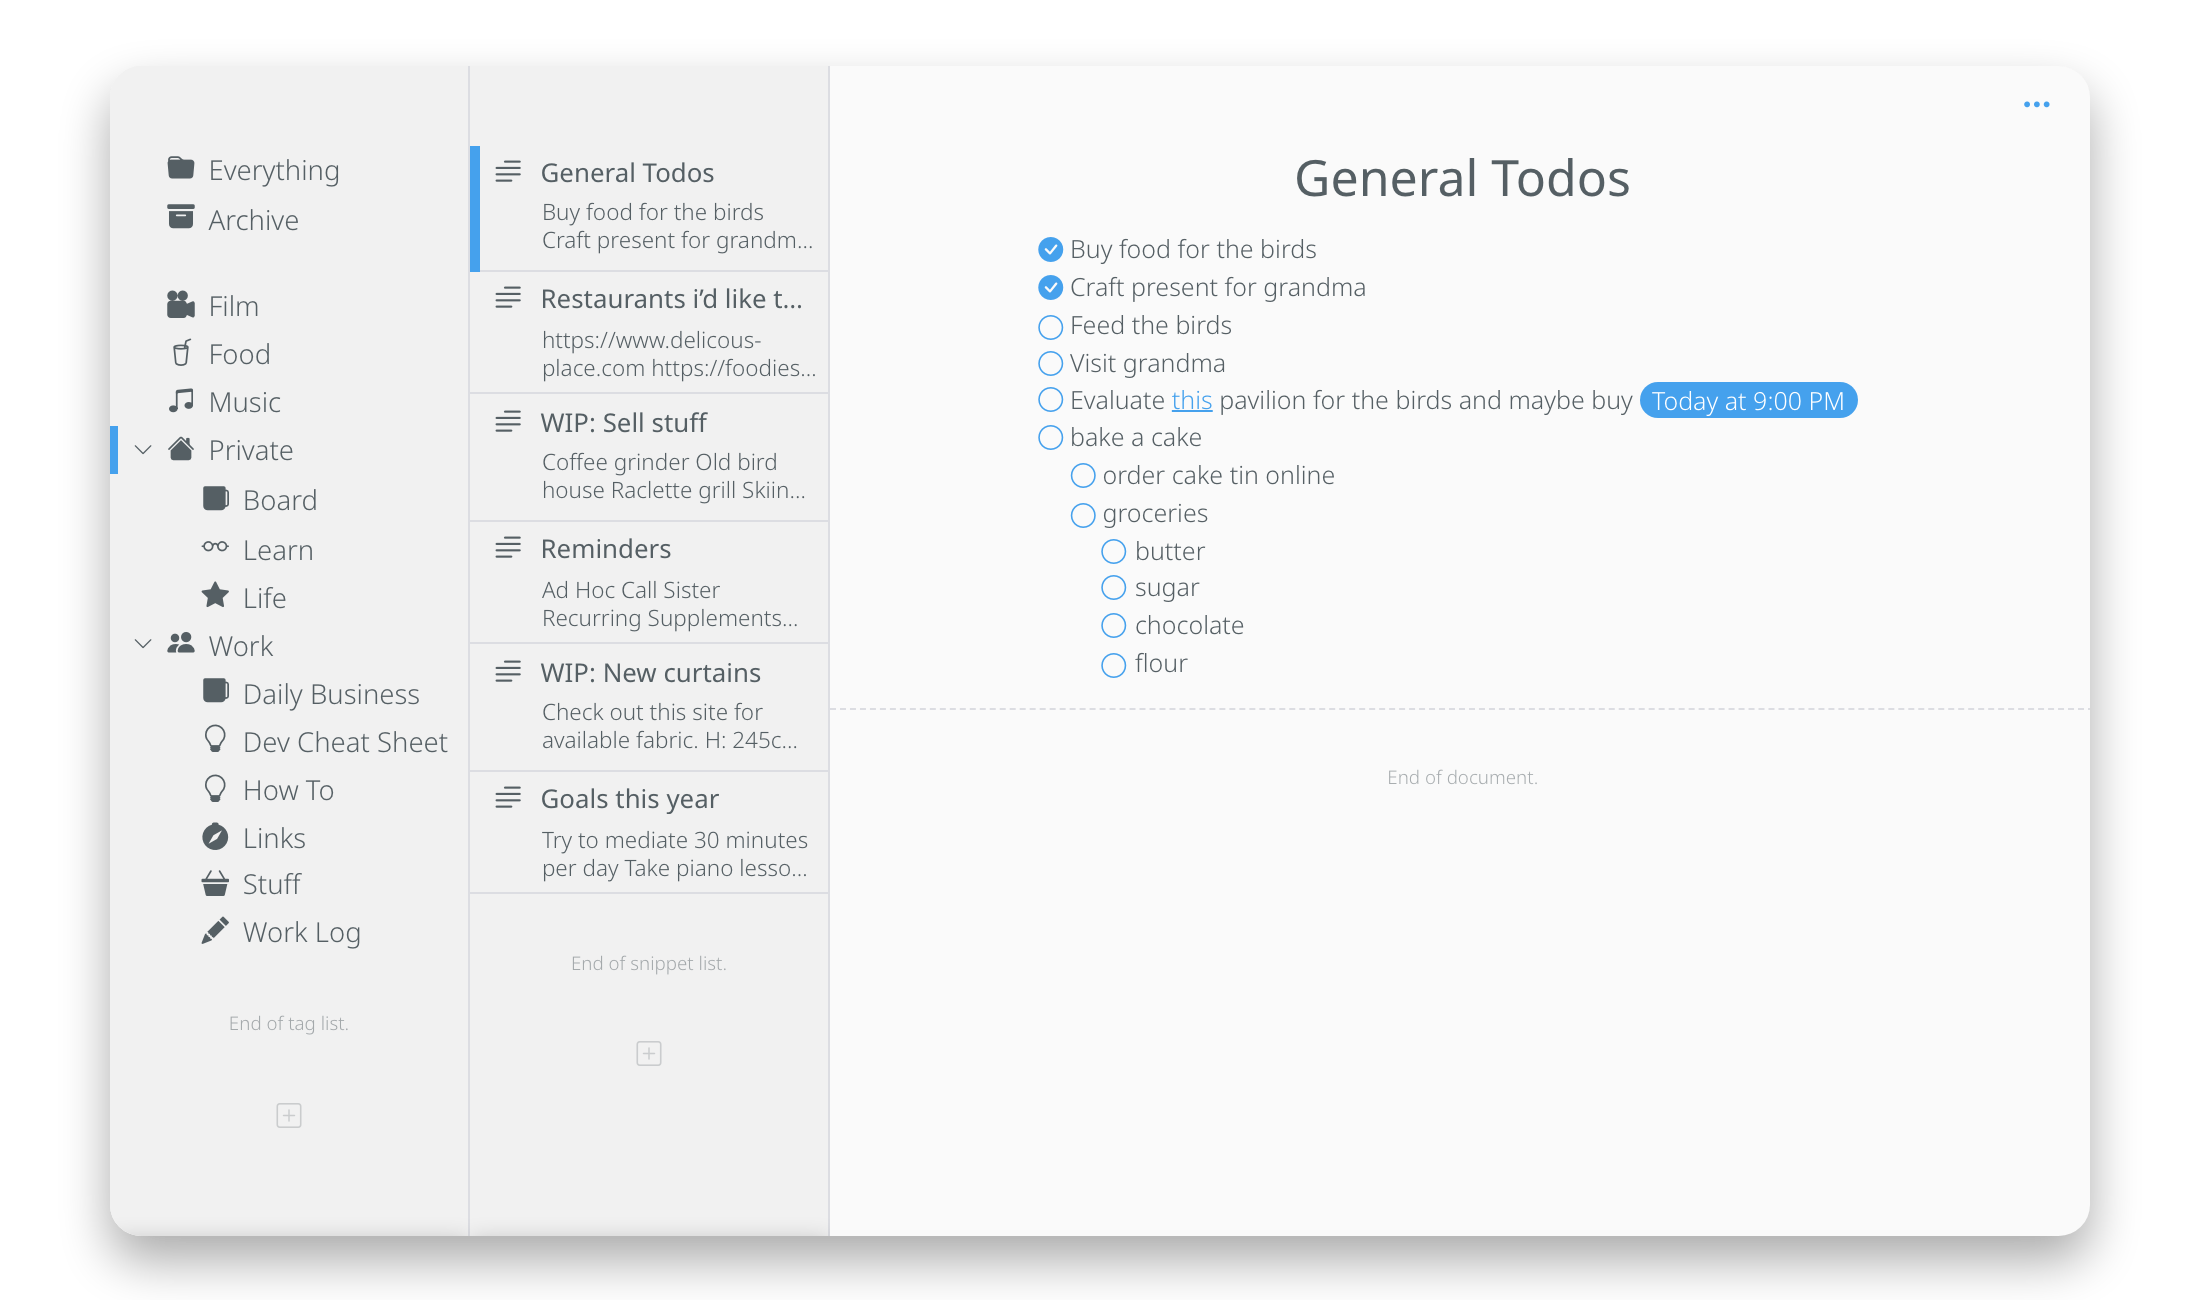 Everything
Archive
Film
Food
Music
Private
Board
Learn
Life
Work
Daily Business
Dev Cheat Sheet
How To
Links
Stuff
Work Log
End of tag list.
General Todos
Buy food for the birds
Craft present for grandm...
Restaurants i’d like t...
https://www.delicous-
place.com https://foodies...
WIP: Sell stuff
Coffee grinder Old bird
house Raclette grill Skiin...
Reminders
Ad Hoc Call Sister
Recurring Supplements...
WIP: New curtains
Check out this site for
available fabric. H: 245c...
Goals this year
Try to mediate 30 minutes
per day Take piano lesso...
End of snippet list.
General Todos
Buy food for the birds
Craft present for grandma
Feed the birds
Visit grandma
Evaluate this pavilion for the birds and maybe buy Today at 9:00 PM
bake a cake
order cake tin online
groceries
butter
sugar
chocolate
flour
End of document.